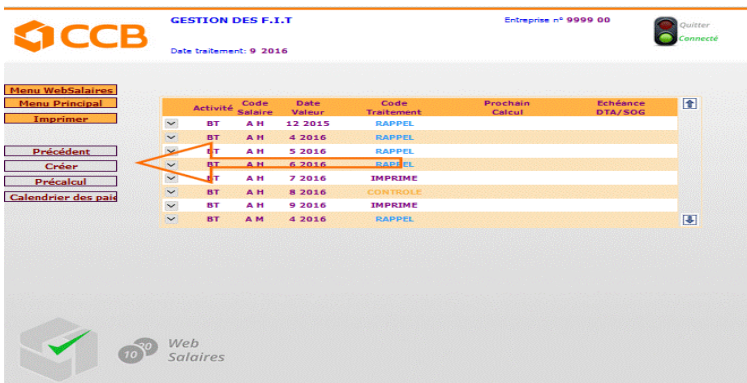 CCB
GESTION DES F.I.T
Entreprise n° 9999 00
Quitter
Connecté
Date traitement: 9 2016
Menu WebSalaires
Menu Principal
Imprimer
Précédent
Créer
Précalcul
Calendrier des paie
Activité Code Salaire Date Valeur Code Traitement Prochain Calcul Echéance DTA/SOG
BT A H 12 2015 RAPPEL
BT A H 4 2016 RAPPEL
BT A H 5 2016 RAPPEL
BT A H 6 2016 RAPPEL
BT A H 7 2016 IMPRIME
BT A H 8 2016 CONTROLE
BT A H 9 2016 IMPRIME
BT A M 4 2016 RAPPEL
10 20
Web
Salaires